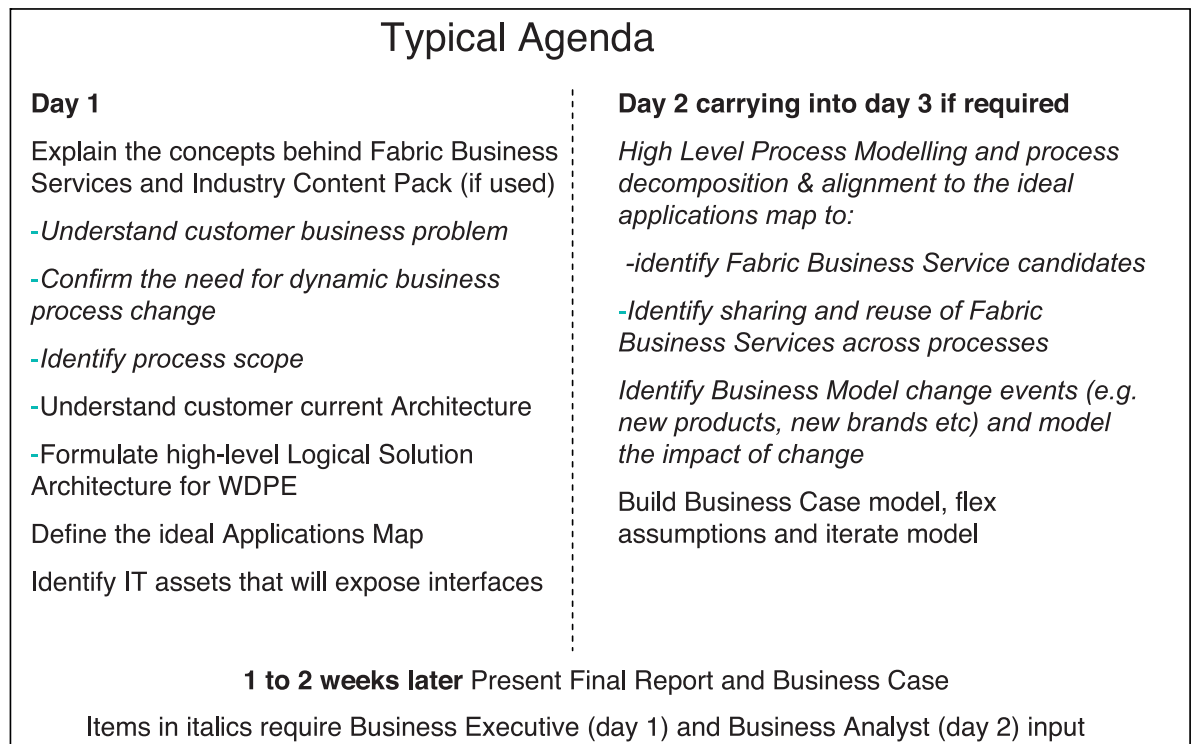 Typical Agenda
Day 1
Explain the concepts behind Fabric Business
Services and Industry Content Pack (if used)
-Understand customer business problem
-Confirm the need for dynamic business
process change
-Identify process scope
-Understand customer current Architecture
-Formulate high-level Logical Solution
Architecture for WDPE
Define the ideal Applications Map
Identify IT assets that will expose interfaces
Day 2 carrying into day 3 if required
High Level Process Modelling and process
decomposition & alignment to the ideal
applications map to:
-identify Fabric Business Service candidates
-Identify sharing and reuse of Fabric
Business Services across processes
Identify Business Model change events (e.g.
new products, new brands etc) and model
the impact of change
Build Business Case model, flex
assumptions and iterate model
1 to 2 weeks later Present Final Report and Business Case
Items in italics require Business Executive (day 1) and Business Analyst (day 2) input